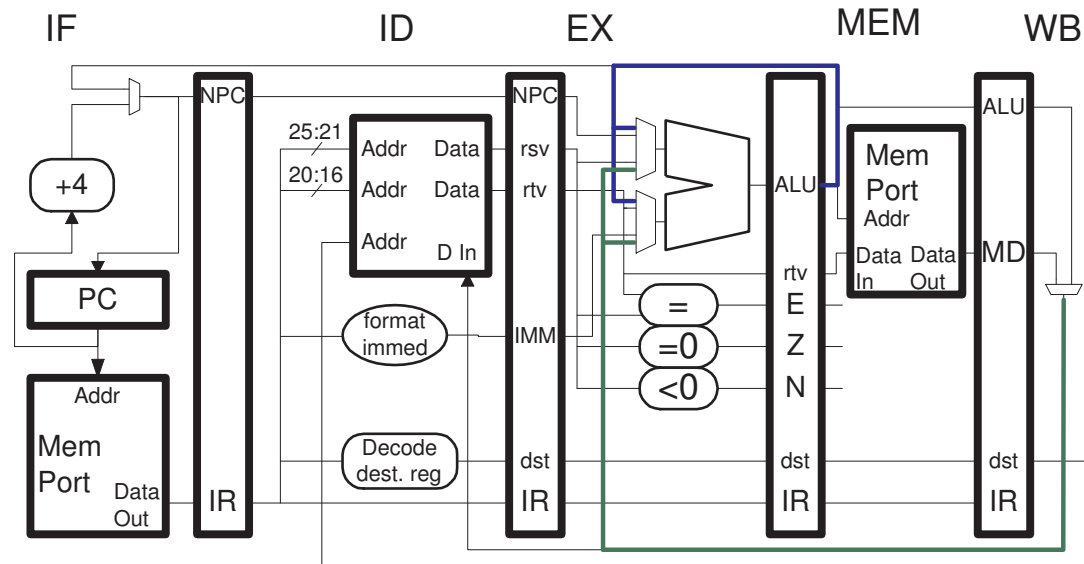 IF
ID
EX
MEM
WB
NPC
25:21
20:16
Addr
Data
Addr
Data
Addr
D In
format
immed
Decode
dest. reg
+4
PC
Addr
Mem
Port
Data
Out
IR
NPC
rsv
rtv
IMM
dst
IR
=
=0
<0
ALU
rtv
E
Z
N
dst
IR
Mem
Port
Addr
Data
In
Data
Out
ALU
MD
dst
IR